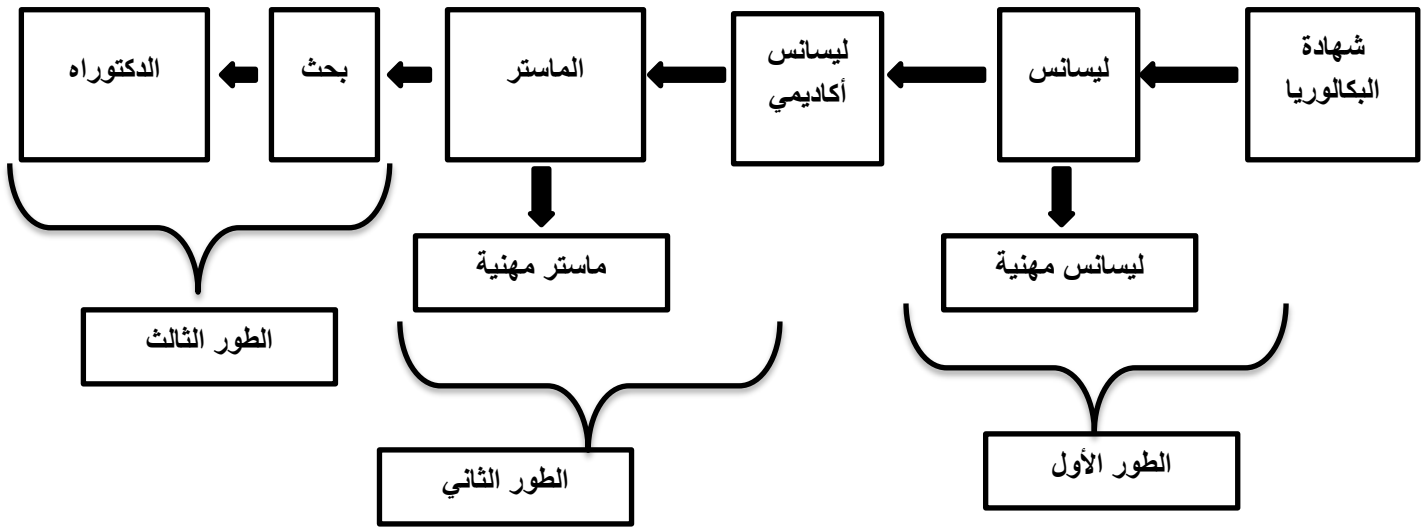 شهادة
البكالوريا
ليسانس
ليسانس
أكاديمي
الماستر
بحث
الدكتوراه
ليسانس مهنية
ماستر مهنية
الطور الأول
الطور الثاني
الطور الثالث